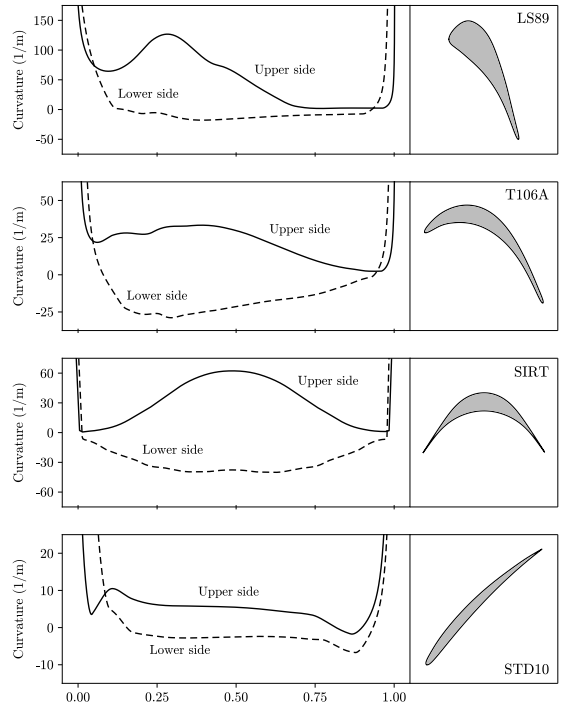 LS89
150
100
50
0
-50
Curvature (1/m)
Upper side
Lower side
T106A
50
25
0
-25
Curvature (1/m)
Upper side
Lower side
SIRT
60
30
0
-30
-60
Curvature (1/m)
Upper side
Lower side
20
10
0
-10
Curvature (1/m)
Upper side
Lower side
STD10
0.00 0.25 0.50 0.75 1.00